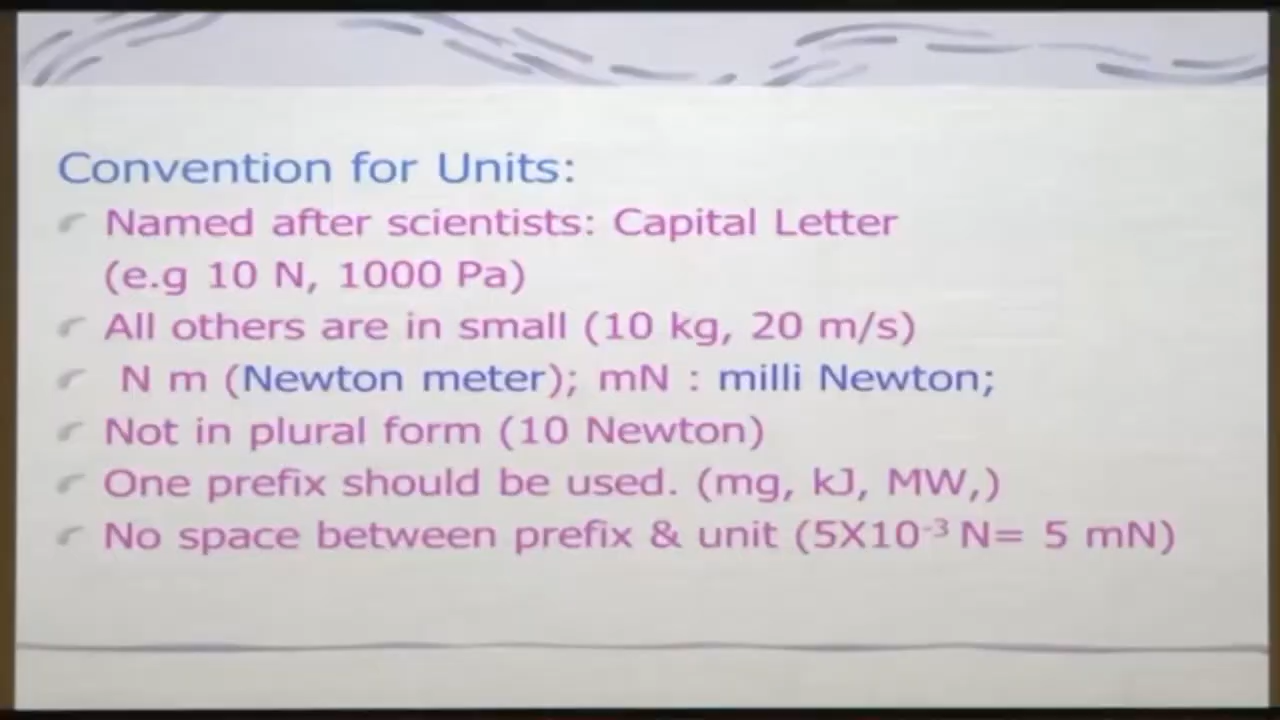 Convention for Units:
Named after scientists: Capital Letter
(e.g 10 N, 1000 Pa)
All others are in small (10 kg, 20 m/s)
N m (Newton meter); mN : milli Newton;
Not in plural form (10 Newton)
One prefix should be used. (mg, kJ, MW,)
No space between prefix & unit (5X10⁻³ N= 5 mN)